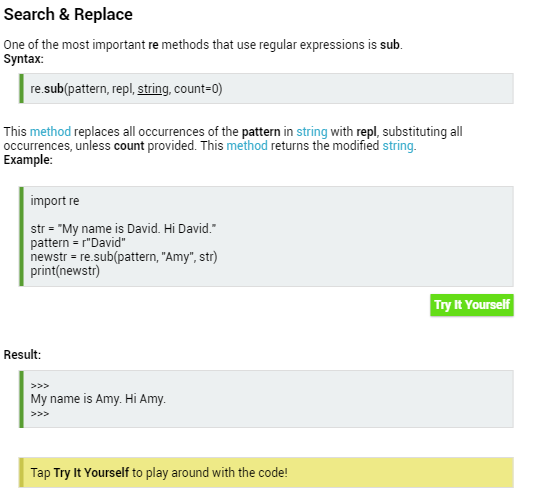 Search & Replace
One of the most important re methods that use regular expressions is sub.
Syntax:
re.sub(pattern, repl, string, count=0)
This method replaces all occurrences of the pattern in string with repl, substituting all
occurrences, unless count provided. This method returns the modified string.
Example:
import re
str = "My name is David. Hi David."
pattern = r"David"
newstr = re.sub(pattern, "Amy", str)
print(newstr)
Try It Yourself
Result:
>>>
My name is Amy. Hi Amy.
>>>
Tap Try It Yourself to play around with the code!